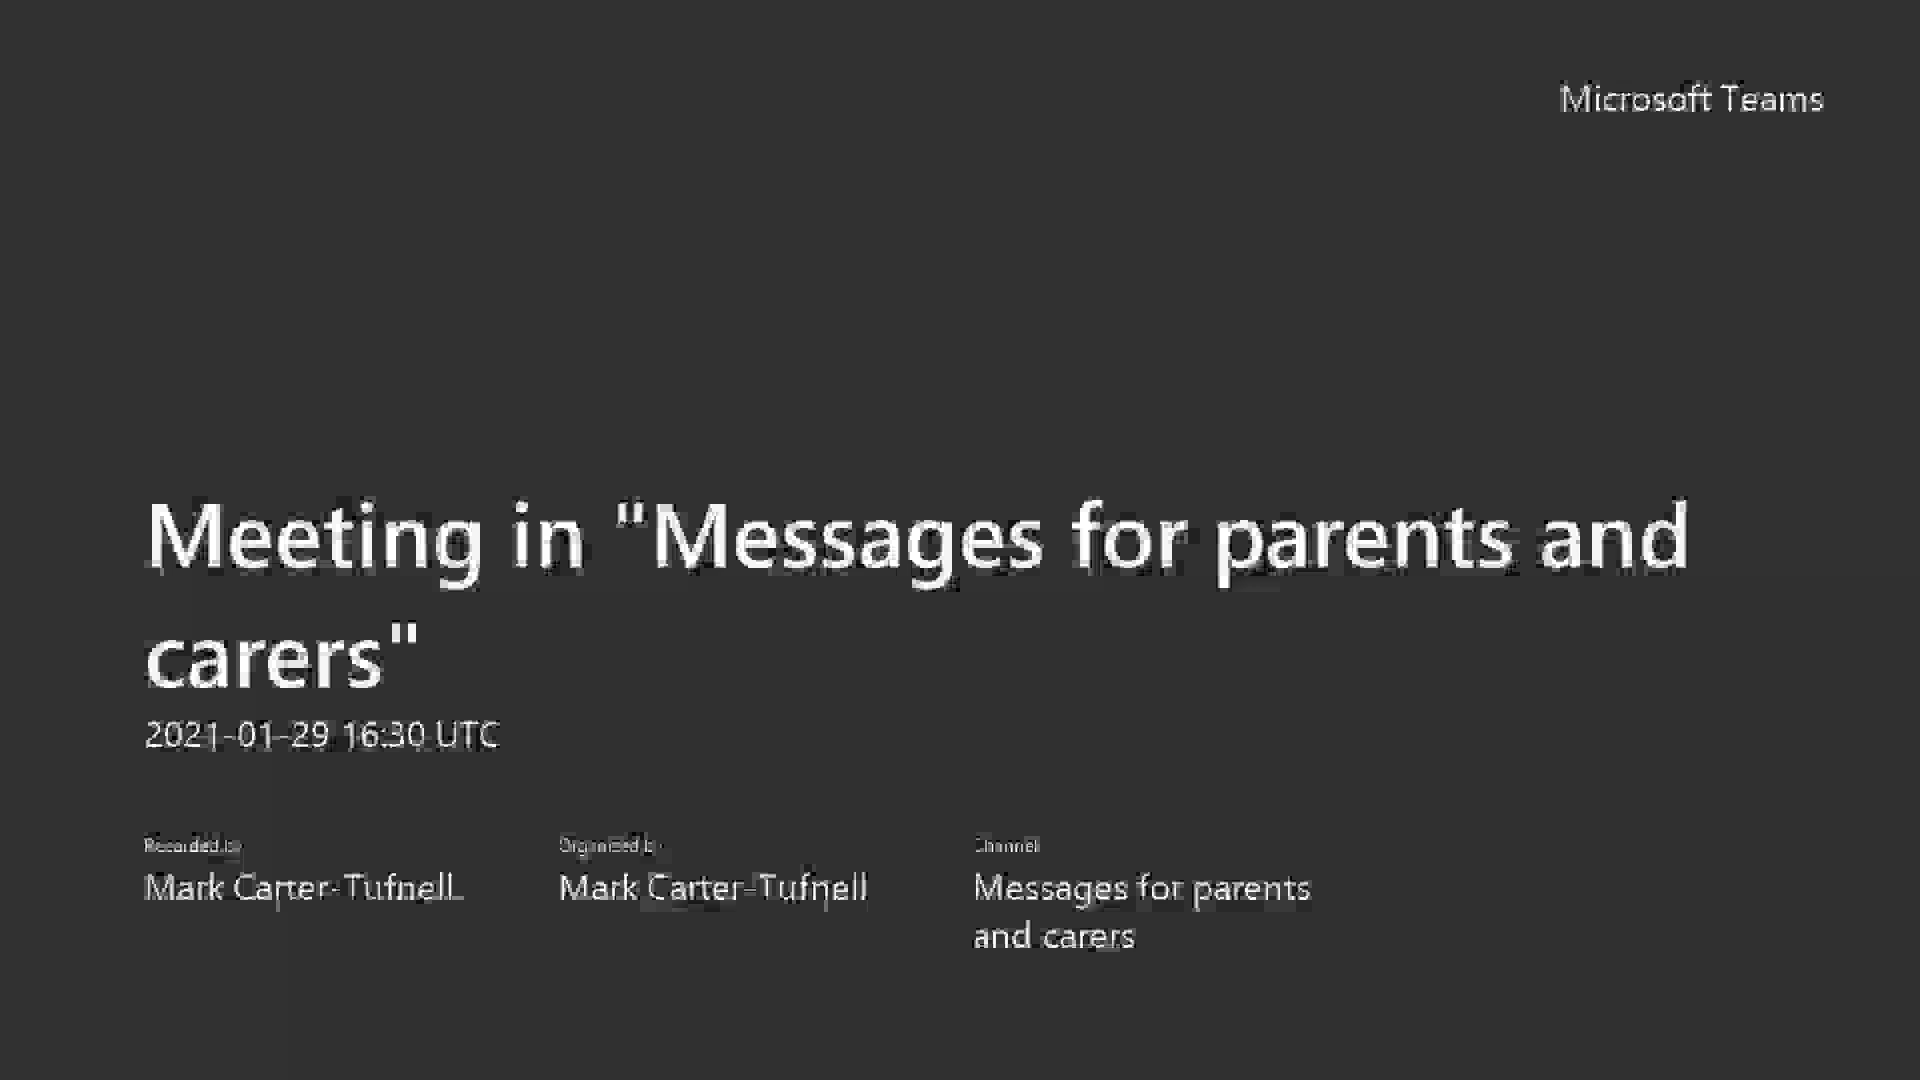 Microsoft Teams
Meeting in "Messages for parents and
carers"
2021-01-29 16:30 UTC
Recorded by
Organized by
Channel
Mark Carter-Tufnell
Mark Carter-Tufnell
Messages for parents
and carers